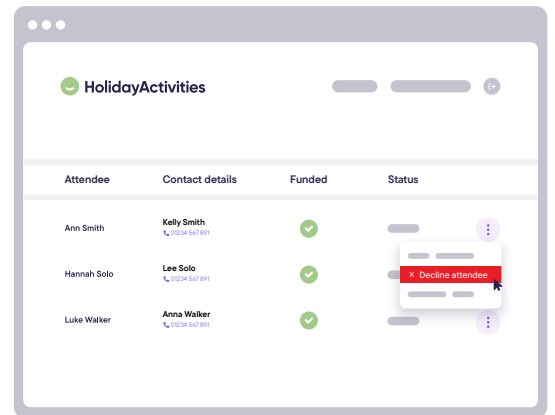 HolidayActivities
Attendee Contact details Funded Status
Ann Smith Kelly Smith
01234 567 891
Hannah Solo Lee Solo
01234 567 891
× Decline attendee
Luke Walker Anna Walker
01234 567 891